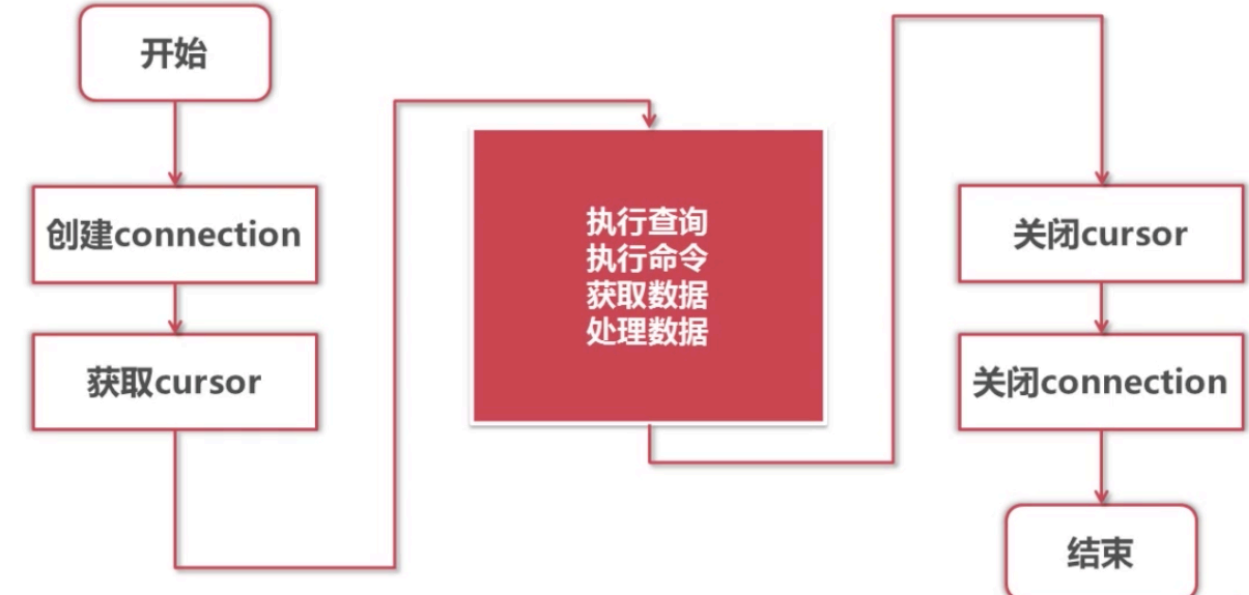 开始
创建connection
获取cursor
执行查询
执行命令
获取数据
处理数据
关闭cursor
关闭connection
结束